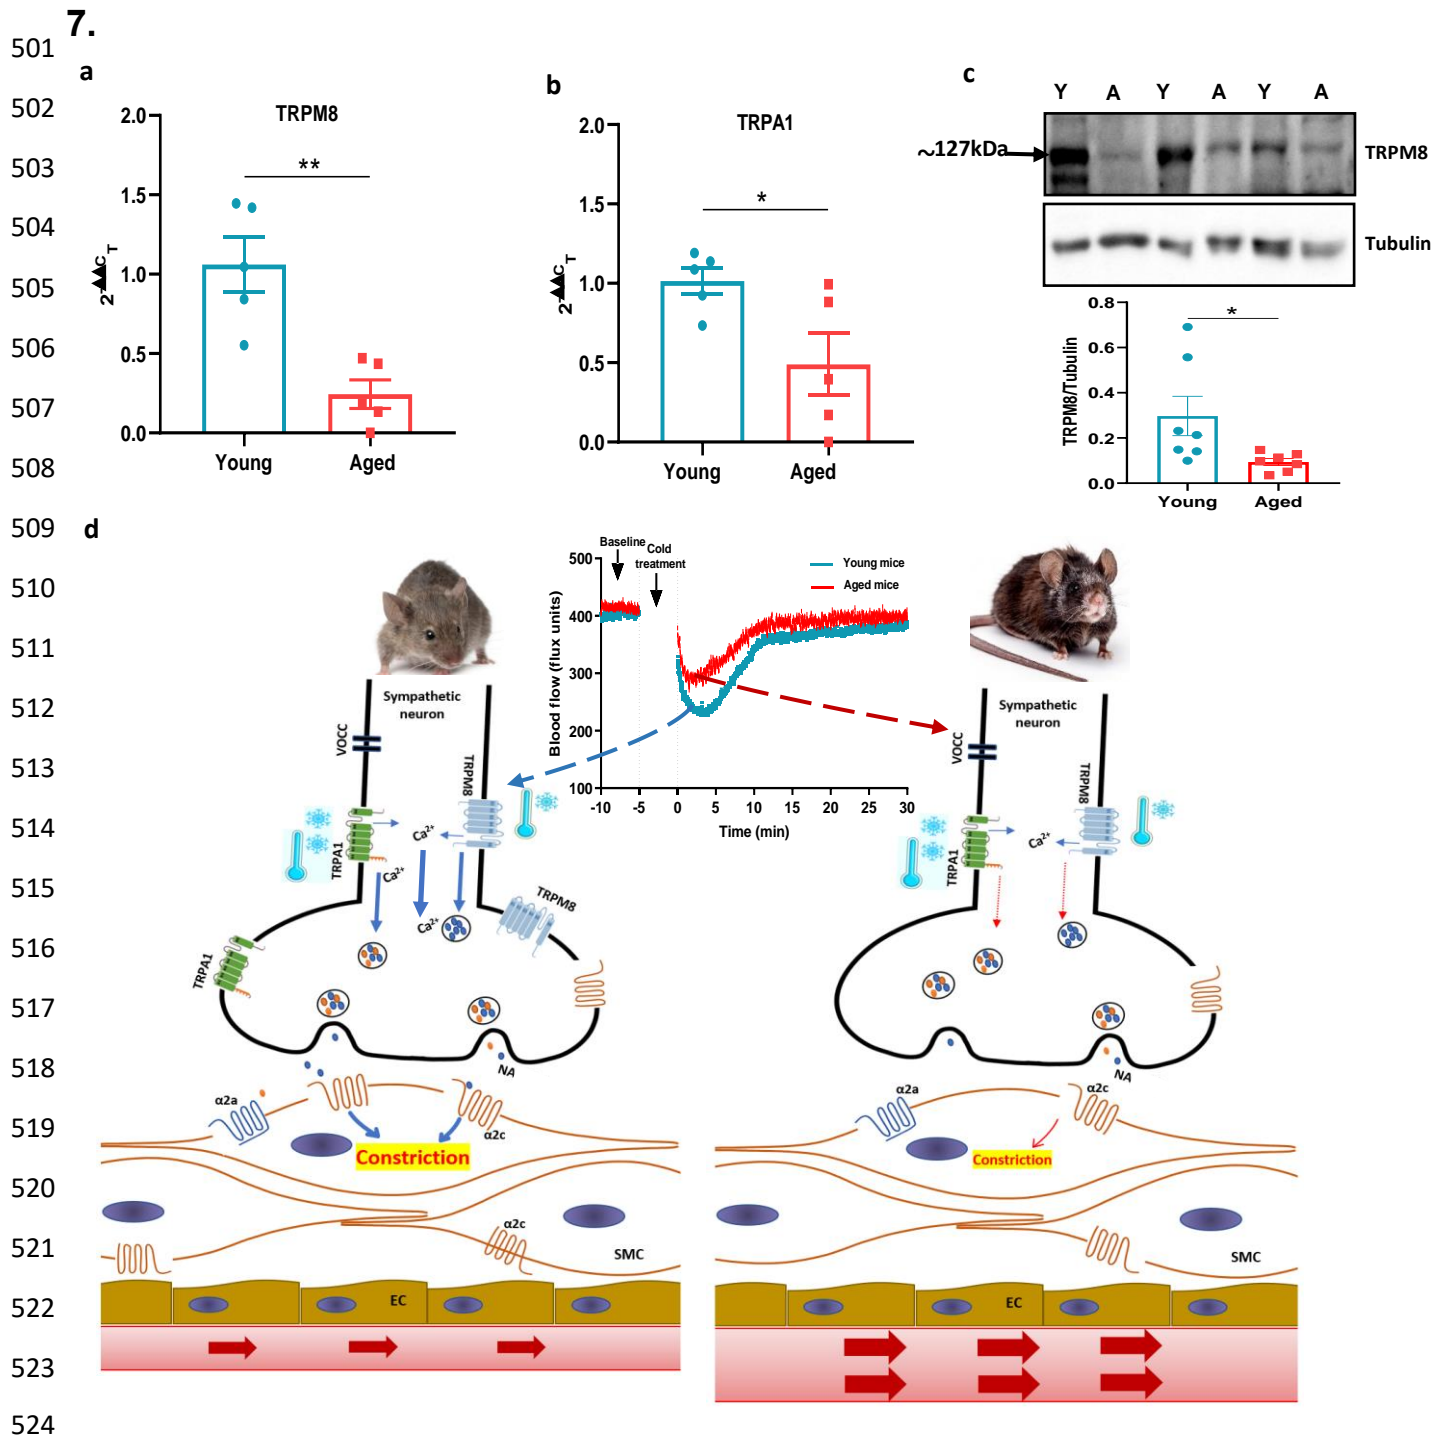 7.
501
502
503
504
505
506
507
508
509
510
511
512
513
514
515
516
517
518
519
520
521
522
523
524
a
TRPM8
**
2.0
1.5
1.0
0.5
0.0
2-▲▲CT
Young
Aged
b
TRPA1
*
2.0
1.5
1.0
0.5
0.0
2-▲▲CT
Young
Aged
c
Y A Y A Y A
~127kDa
TRPM8
Tubulin
*
0.8
0.6
0.4
0.2
0.0
TRPM8/Tubulin
Young
Aged
d
Baseline
Cold
treatment
Young mice
Aged mice
500
400
300
200
100
Blood flow (flux units)
-10 -5 0 5 10 15 20 25 30
Time (min)
Sympathetic
neuron
VOCC
TRPM8
TRPA1
Ca2+
Ca2+
Ca2+
TRPM8
TRPA1
NA
α2a
α2c
Constriction
α2c
SMC
EC
Sympathetic
neuron
VOCC
TRPM8
TRPA1
Ca2+
NA
α2a
α2c
Constriction
SMC
EC